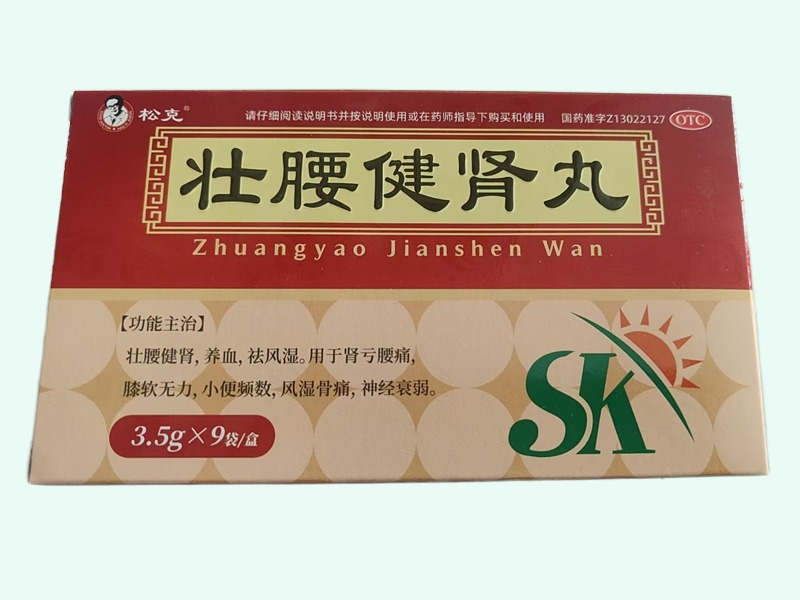 松克®
请仔细阅读说明书并按说明使用或在药师指导下购买和使用
国药准字Z13022127
OTC
壮腰健肾丸
Zhuangyao Jianshen Wan
【功能主治】
壮腰健肾，养血，祛风湿。用于肾亏腰痛，
膝软无力，小便频数，风湿骨痛，神经衰弱。
3.5g×9袋/盒
SK